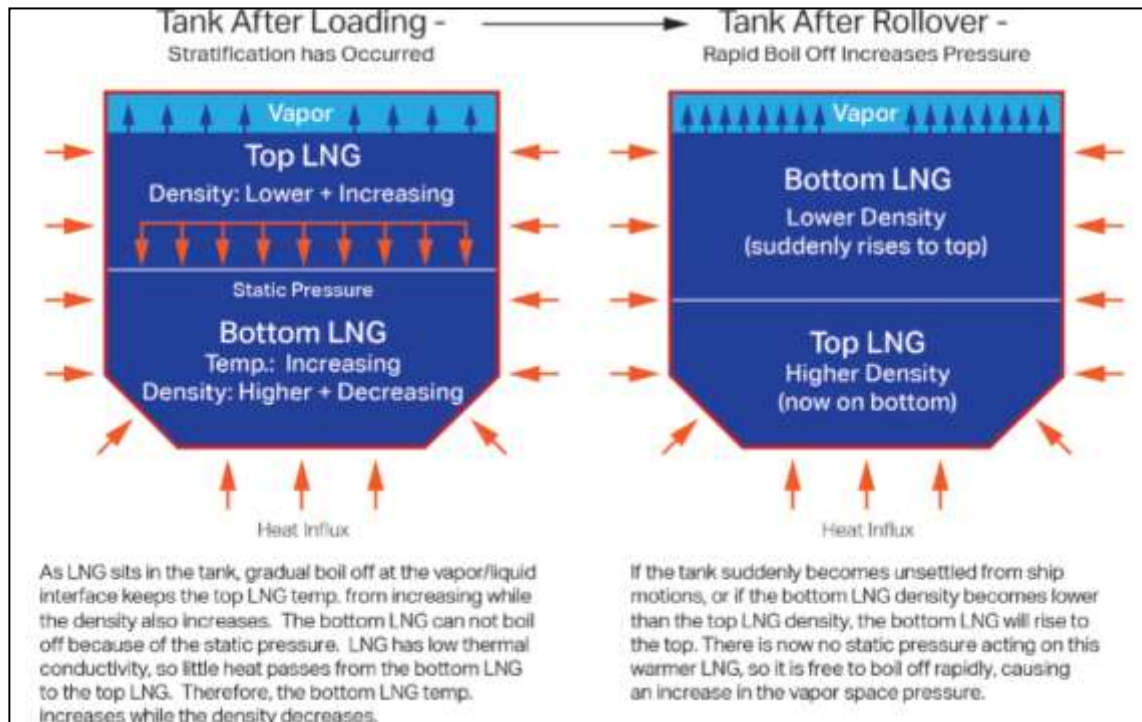 Tank After Loading -
Stratification has Occurred
Vapor
Top LNG
Density: Lower + Increasing
Static Pressure
Bottom LNG
Temp.: Increasing
Density: Higher + Decreasing
Heat Influx
As LNG sits in the tank, gradual boil off at the vapor/liquid
interface keeps the top LNG temp. from increasing while
the density also increases. The bottom LNG can not boil
off because of the static pressure. LNG has low thermal
conductivity, so little heat passes from the bottom LNG
to the top LNG. Therefore, the bottom LNG temp.
increases while the density decreases.
Tank After Rollover -
Rapid Boil Off Increases Pressure
Vapor
Bottom LNG
Lower Density
(suddenly rises to top)
Top LNG
Higher Density
(now on bottom)
Heat Influx
If the tank suddenly becomes unsettled from ship
motions, or if the bottom LNG density becomes lower
than the top LNG density, the bottom LNG will rise to
the top. There is now no static pressure acting on this
warmer LNG, so it is free to boil off rapidly, causing
an increase in the vapor space pressure.